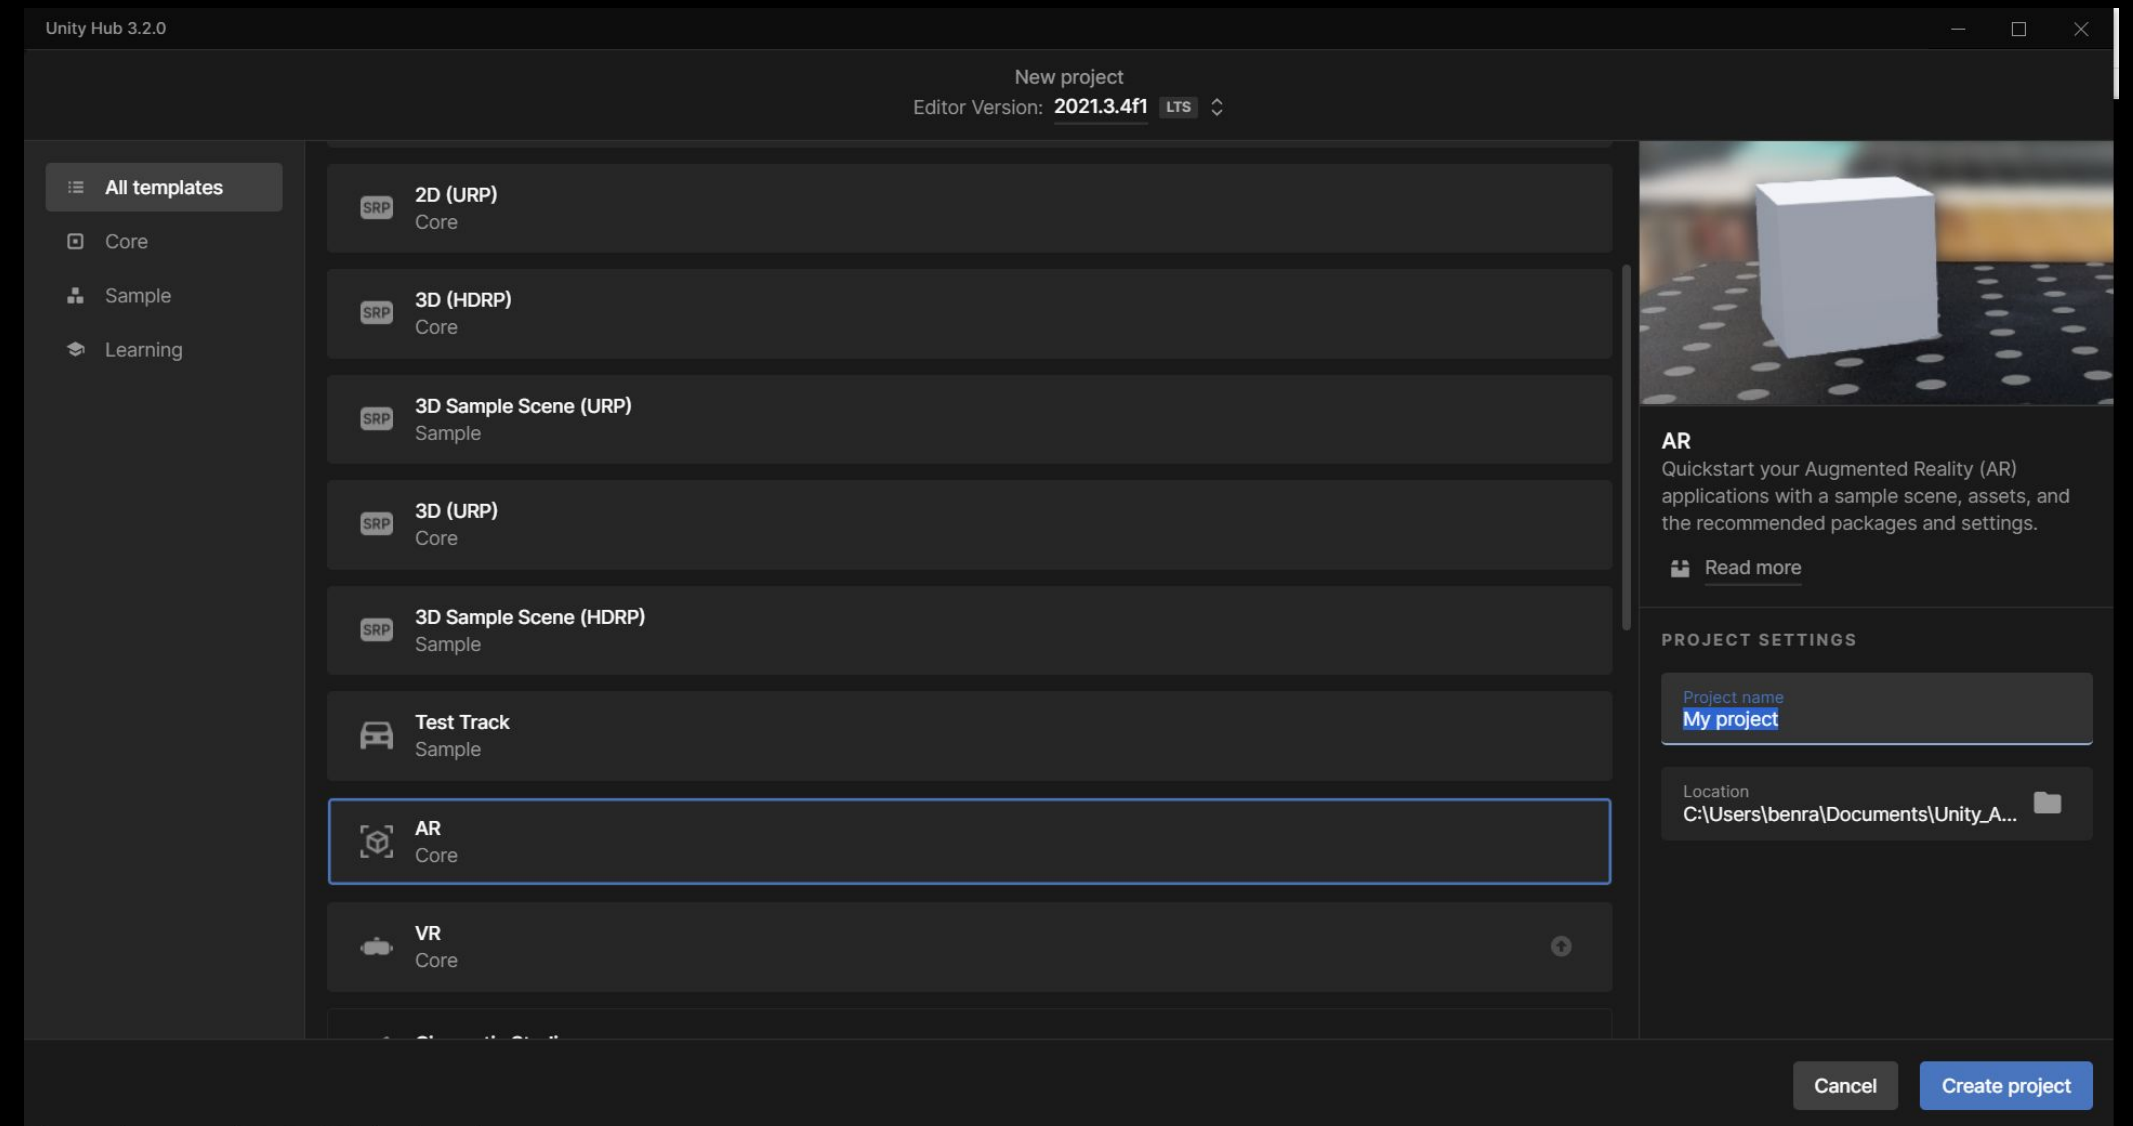 Unity Hub 3.2.0
New project
Editor Version: 2021.3.4f1 LTS
All templates
Core
Sample
Learning
SRP
2D (URP)
Core
SRP
3D (HDRP)
Core
SRP
3D Sample Scene (URP)
Sample
SRP
3D (URP)
Core
SRP
3D Sample Scene (HDRP)
Sample
Test Track
Sample
AR
Core
VR
Core
AR
Quickstart your Augmented Reality (AR)
applications with a sample scene, assets, and
the recommended packages and settings.
Read more
PROJECT SETTINGS
Project name
My project
Location
C:\Users\benra\Documents\Unity_A...
Cancel
Create project